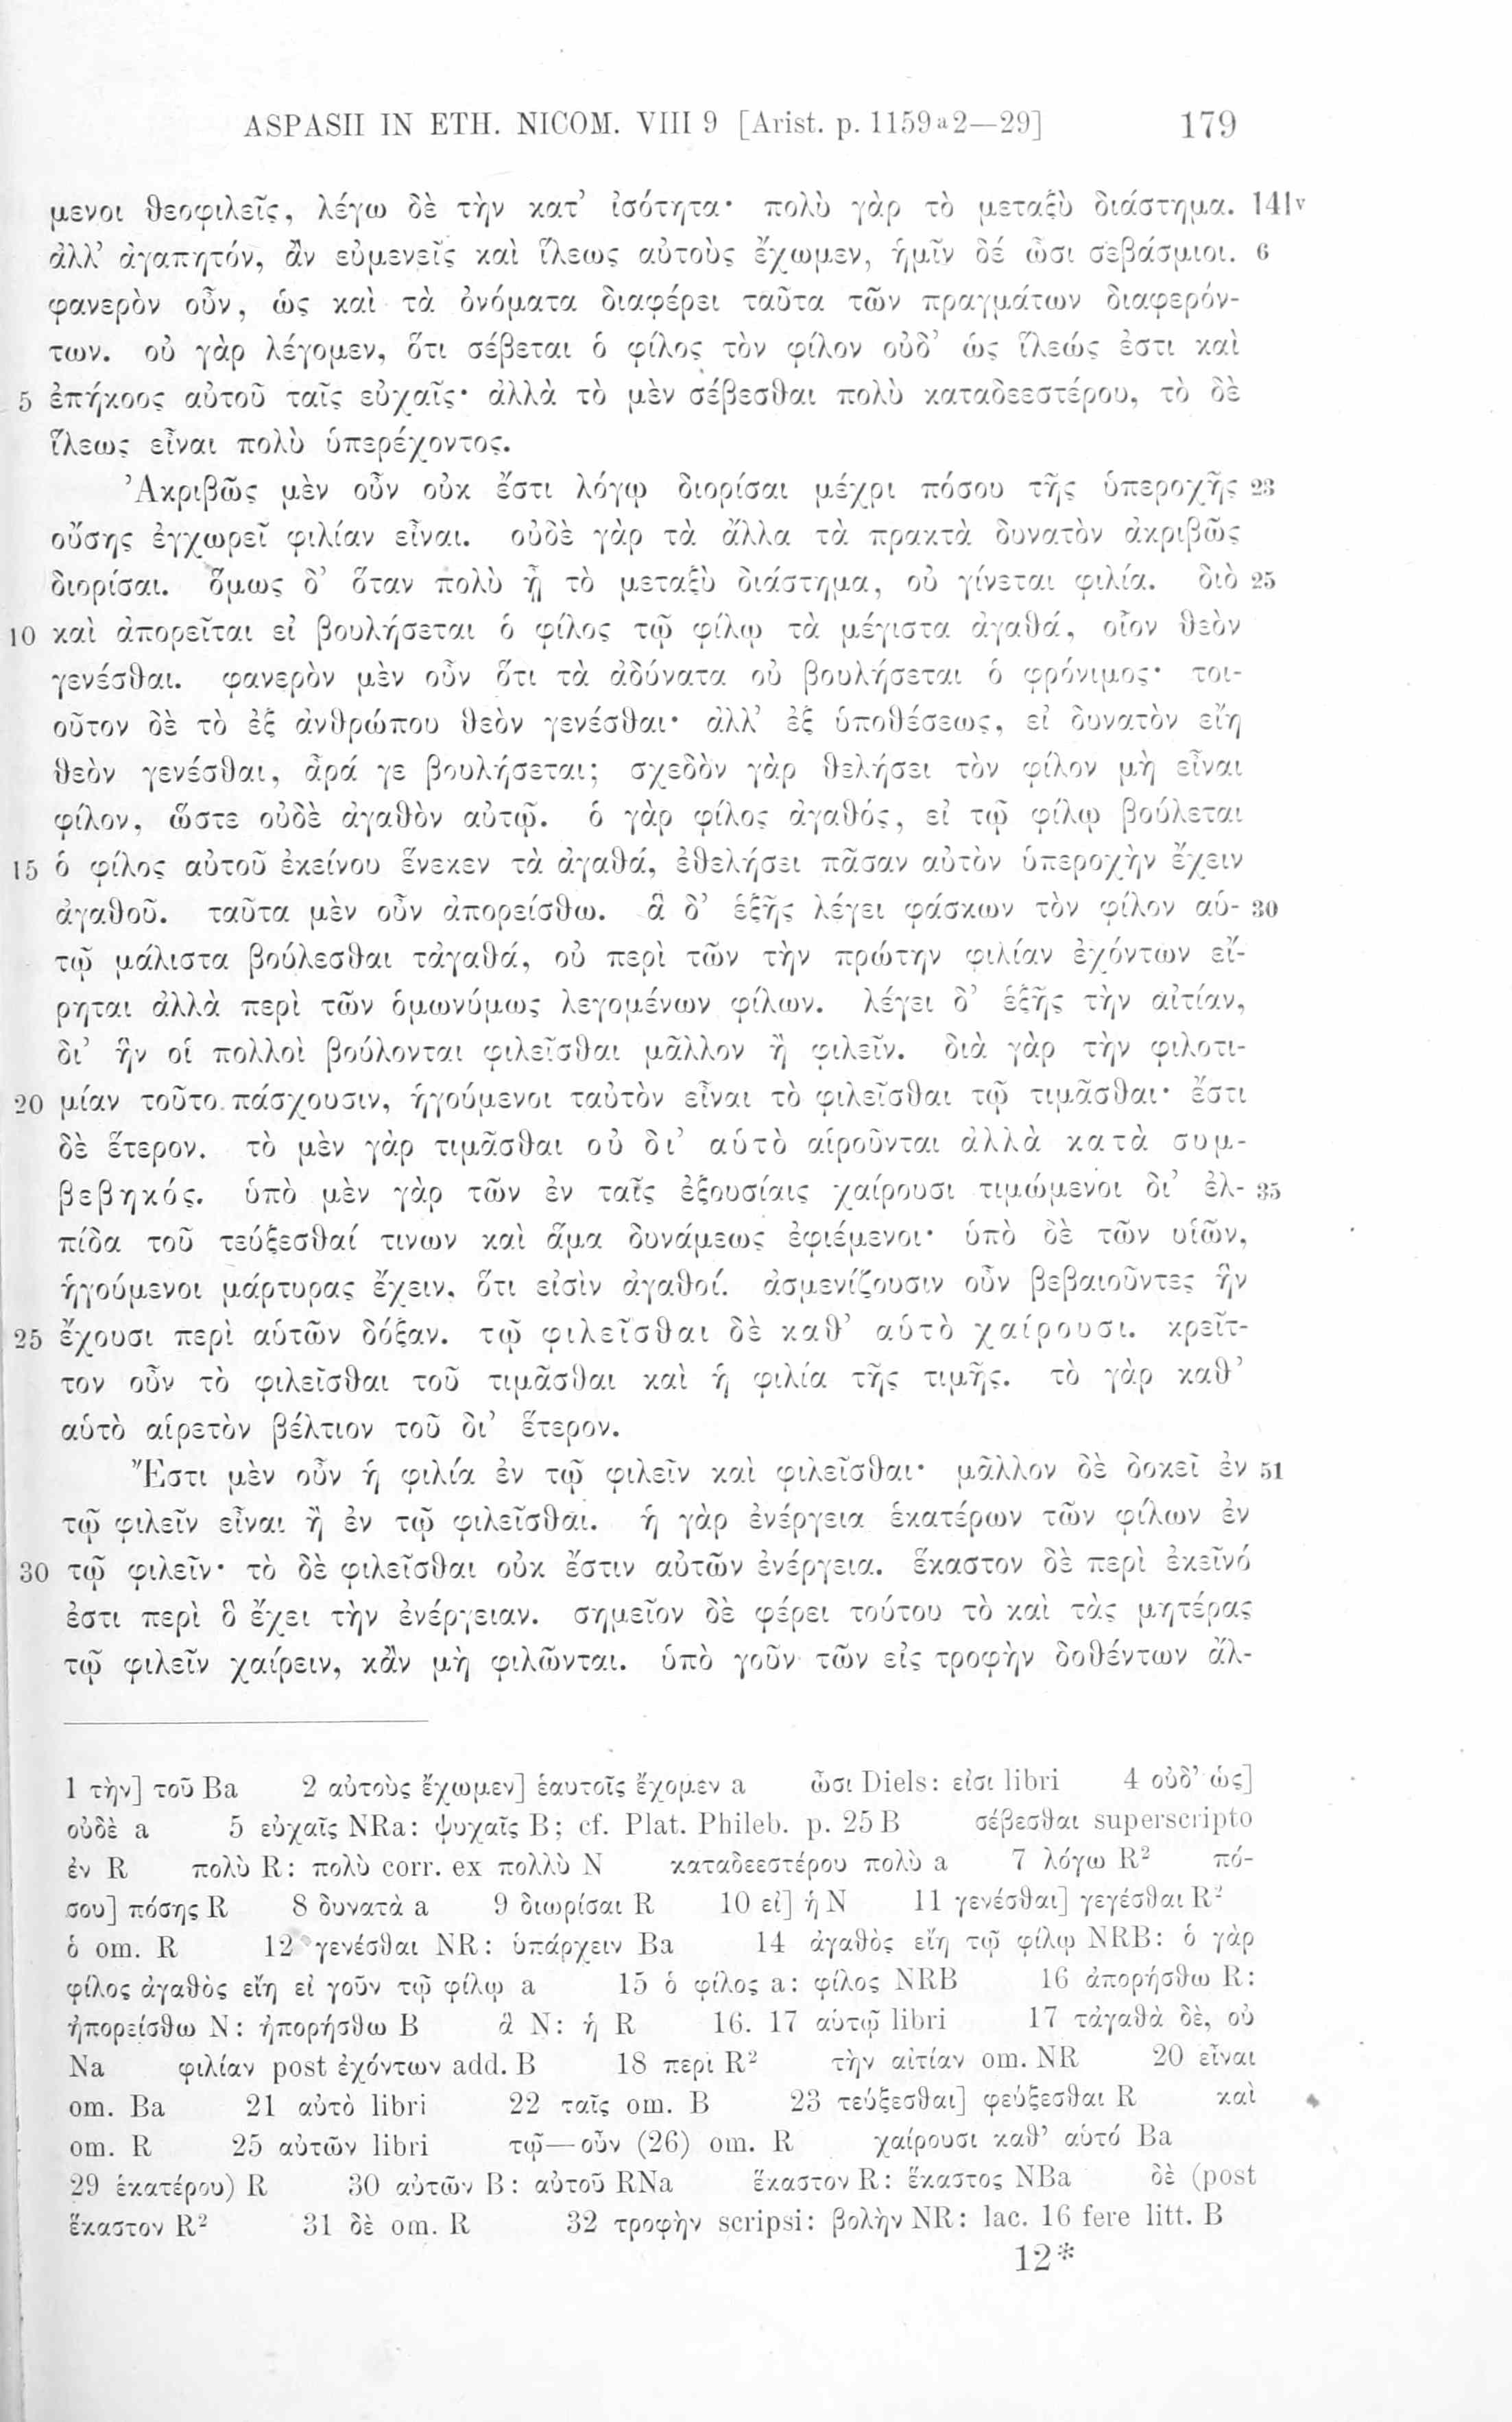 ASPASII IN ETH. NICOM. VIII 9 [Arist. p. 1159a2—29] 179
μενοι θεοφιλεῖς, λέγω δὲ τὴν κατ’ ἰσότητα· πολὺ γὰρ τὸ μεταξὺ διάστημα. 141v
ἀλλ’ ἀγαπητόν, ἂν εὐμενεῖς καὶ ἵλεως αὐτοὺς ἔχωμεν, ἡμῖν δέ ὦσι σεβάσμιοι. 6
φανερὸν οὖν, ὡς καὶ τὰ ὀνόματα διαφέρει ταῦτα τῶν πραγμάτων διαφερόν-
των. οὐ γὰρ λέγομεν, ὅτι σέβεται ὁ φίλος τὸν φίλον οὐδ’ ὡς ἵλεώς ἐστι καὶ
5 ἐπήκοος αὐτοῦ ταῖς εὐχαῖς· ἀλλὰ τὸ μὲν σέβεσθαι πολὺ καταδεεστέρου, τὸ δὲ
ἵλεως εἶναι πολὺ ὑπερέχοντος.
Ἀκριβῶς μὲν οὖν οὐκ ἔστι λόγῳ διορίσαι μέχρι πόσου τῆς ὑπεροχῆς 23
οὔσης ἐγχωρεῖ φιλίαν εἶναι. οὐδὲ γὰρ τὰ ἄλλα τὰ πρακτὰ δυνατὸν ἀκριβῶς
διορίσαι. ὅμως δ’ ὅταν πολὺ ᾖ τὸ μεταξὺ διάστημα, οὐ γίνεται φιλία. διὸ 25
10 καὶ ἀπορεῖται εἰ βουλήσεται ὁ φίλος τῷ φίλῳ τὰ μέγιστα ἀγαθά, οἷον θεὸν
γενέσθαι. φανερὸν μὲν οὖν ὅτι τὰ ἀδύνατα οὐ βουλήσεται ὁ φρόνιμος· τοι-
οῦτον δὲ τὸ ἐξ ἀνθρώπου θεὸν γενέσθαι· ἀλλ’ ἐξ ὑποθέσεως, εἰ δυνατὸν εἴη
θεὸν γενέσθαι, ἆρά γε βουλήσεται; σχεδὸν γὰρ θελήσει τὸν φίλον μὴ εἶναι
φίλον, ὥστε οὐδὲ ἀγαθὸν αὐτῷ. ὁ γὰρ φίλος ἀγαθός, εἰ τῷ φίλῳ βούλεται
15 ὁ φίλος αὐτοῦ ἐκείνου ἕνεκεν τὰ ἀγαθά, ἐθελήσει πᾶσαν αὐτὸν ὑπεροχὴν ἔχειν
ἀγαθοῦ. ταῦτα μὲν οὖν ἀπορείσθω. ἃ δ’ ἑξῆς λέγει φάσκων τὸν φίλον αὑ- 30
τῷ μάλιστα βούλεσθαι τἀγαθά, οὐ περὶ τῶν τὴν πρώτην φιλίαν ἐχόντων εἴ-
ρηται ἀλλὰ περὶ τῶν ὁμωνύμως λεγομένων φίλων. λέγει δ’ ἑξῆς τὴν αἰτίαν,
δι’ ἣν οἱ πολλοὶ βούλονται φιλεῖσθαι μᾶλλον ἢ φιλεῖν. διὰ γὰρ τὴν φιλοτι-
20 μίαν τοῦτο πάσχουσιν, ἡγούμενοι ταὐτὸν εἶναι τὸ φιλεῖσθαι τῷ τιμᾶσθαι· ἔστι
δὲ ἕτερον. τὸ μὲν γὰρ τιμᾶσθαι οὐ δι’ αὑτὸ αἱροῦνται ἀλλὰ κατὰ συμ-
βεβηκός. ὑπὸ μὲν γὰρ τῶν ἐν ταῖς ἐξουσίαις χαίρουσι τιμώμενοι δι’ ἐλ- 35
πίδα τοῦ τεύξεσθαί τινων καὶ ἅμα δυνάμεως ἐφιέμενοι· ὑπὸ δὲ τῶν υἱῶν,
ἡγούμενοι μάρτυρας ἔχειν, ὅτι εἰσὶν ἀγαθοί. ἀσμενίζουσιν οὖν βεβαιοῦντες ἣν
25 ἔχουσι περὶ αὑτῶν δόξαν. τῷ φιλεῖσθαι δὲ καθ’ αὑτὸ χαίρουσι. κρεῖτ-
τον οὖν τὸ φιλεῖσθαι τοῦ τιμᾶσθαι καὶ ἡ φιλία τῆς τιμῆς. τὸ γὰρ καθ’
αὑτὸ αἱρετὸν βέλτιον τοῦ δι’ ἕτερον.
Ἔστι μὲν οὖν ἡ φιλία ἐν τῷ φιλεῖν καὶ φιλεῖσθαι· μᾶλλον δὲ δοκεῖ ἐν 51
τῷ φιλεῖν εἶναι ἢ ἐν τῷ φιλεῖσθαι. ἡ γὰρ ἐνέργεια ἑκατέρων τῶν φίλων ἐν
30 τῷ φιλεῖν· τὸ δὲ φιλεῖσθαι οὐκ ἔστιν αὐτῶν ἐνέργεια. ἕκαστον δὲ περὶ ἐκεῖνό
ἐστι περὶ ὃ ἔχει τὴν ἐνέργειαν. σημεῖον δὲ φέρει τούτου τὸ καὶ τὰς μητέρας
τῷ φιλεῖν χαίρειν, κἂν μὴ φιλῶνται. ὑπὸ γοῦν τῶν εἰς τροφὴν δοθέντων ἄλ-
1 τὴν] τοῦ Ba 2 αὐτοὺς ἔχωμεν] ἑαυτοῖς ἔχομεν a ὦσι Diels: εἰσι libri 4 οὐδ’ ὡς]
οὐδὲ a 5 εὐχαῖς NRa: ψυχαῖς B; cf. Plat. Phileb. p. 25 B σέβεσθαι superscripto
ἐν R πολὺ R: πολὺ corr. ex πολλὺ N καταδεεστέρου πολὺ a 7 λόγω R² πό-
σου] πόσης R 8 δυνατὰ a 9 διωρίσαι R 10 εἰ] ἡ N 11 γενέσθαι] γεγέσθαι R²
ὁ om. R 12 γενέσθαι NR: ὑπάρχειν Ba 14 ἀγαθὸς εἴη τῷ φίλῳ NRB: ὁ γὰρ
φίλος ἀγαθὸς εἴη εἰ γοῦν τῷ φίλῳ a 15 ὁ φίλος a: φίλος NRB 16 ἀπορήσθω R:
ἠπορείσθω N: ἠπορήσθω B ἃ N: ἡ R 16. 17 αὐτῷ libri 17 τἀγαθὰ δὲ, οὐ
Na φιλίαν post ἐχόντων add. B 18 περι R² τὴν αἰτίαν om. NR 20 εἶναι
om. Ba 21 αὐτὸ libri 22 ταῖς om. B 23 τεύξεσθαι] φεύξεσθαι R καὶ
om. R 25 αὐτῶν libri τῷ—οὖν (26) om. R χαίρουσι καθ’ αὑτό Ba
29 ἑκατέρου) R 30 αὐτῶν B: αὐτοῦ RNa ἕκαστον R: ἕκαστος NBa δὲ (post
ἕκαστον R² 31 δὲ om. R 32 τροφὴν scripsi: βολὴν NR: lac. 16 fere litt. B
12*